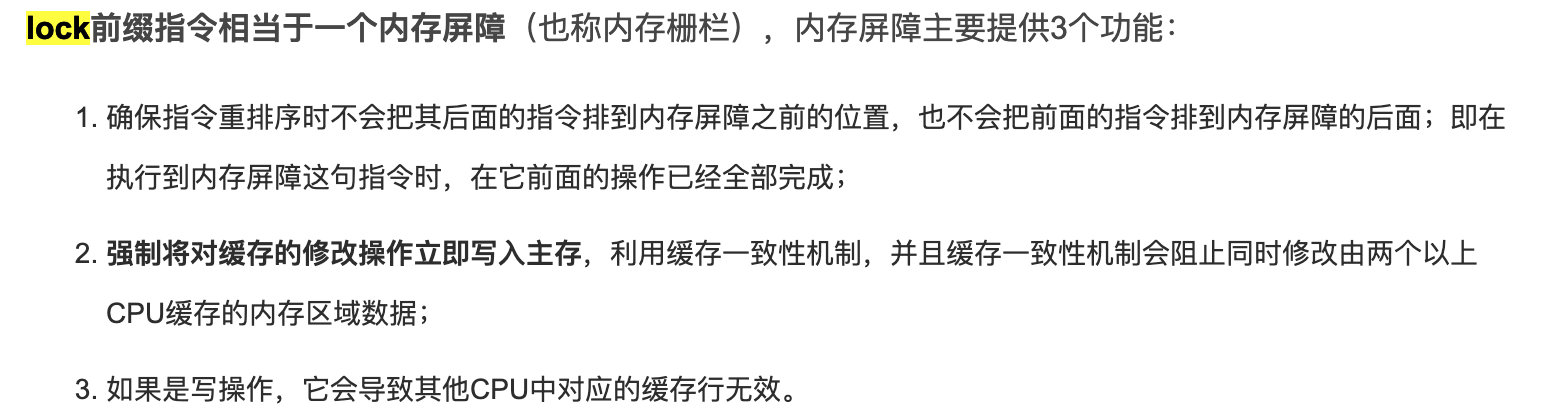 lock前缀指令相当于一个内存屏障（也称内存栅栏），内存屏障主要提供3个功能：
1. 确保指令重排序时不会把其后面的指令排到内存屏障之前的位置，也不会把前面的指令排到内存屏障的后面；即在
执行到内存屏障这句指令时，在它前面的操作已经全部完成；
2. 强制将对缓存的修改操作立即写入主存，利用缓存一致性机制，并且缓存一致性机制会阻止同时修改由两个以上
CPU缓存的内存区域数据；
3. 如果是写操作，它会导致其他CPU中对应的缓存行无效。